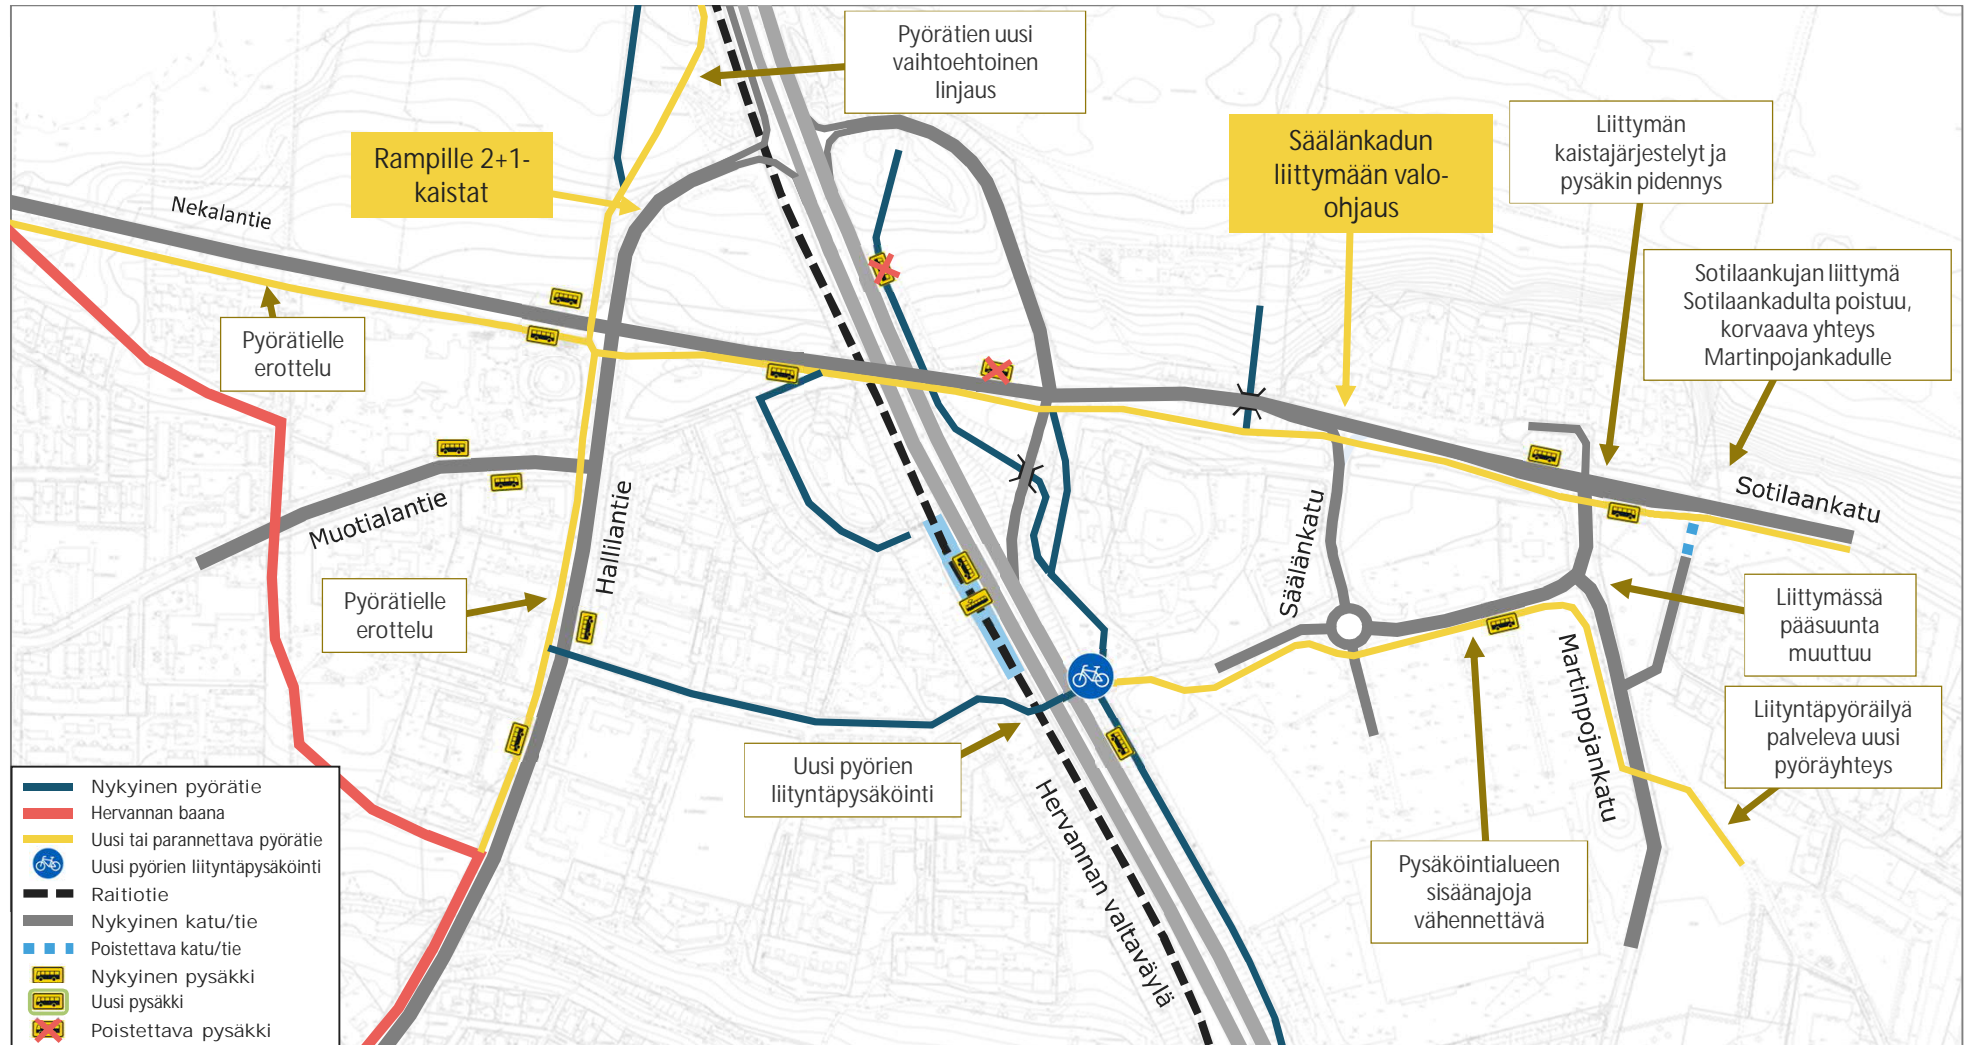 Pyörätien uusi
vaihtoehtoinen
linjaus
Rampille 2+1-
kaistat
Säälänkadun
liittymään valo-
ohjaus
Liittymän
kaistajärjestelyt ja
pysäkin pidennys
Nekalantie
Sotilaankujan liittymä
Sotilaankadulta poistuu,
korvaava yhteys
Martinpojankadulle
Pyörätielle
erottelu
Muotialantie
Hallilantie
Säälänkatu
Sotilaankatu
Pyörätielle
erottelu
Liittymässä
pääsuunta
muuttuu
Martinpojankatu
Liityntäpyöräilyä
palveleva uusi
pyöräyhteys
Uusi pyörien
liityntäpysäköinti
Hervannan valtaväylä
Pysäköintialueen
sisäänajoja
vähennettävä
Nykyinen pyörätie
Hervannan baana
Uusi tai parannettava pyörätie
Uusi pyörien liityntäpysäköinti
Raitiotie
Nykyinen katu/tie
Poistettava katu/tie
Nykyinen pysäkki
Uusi pysäkki
Poistettava pysäkki